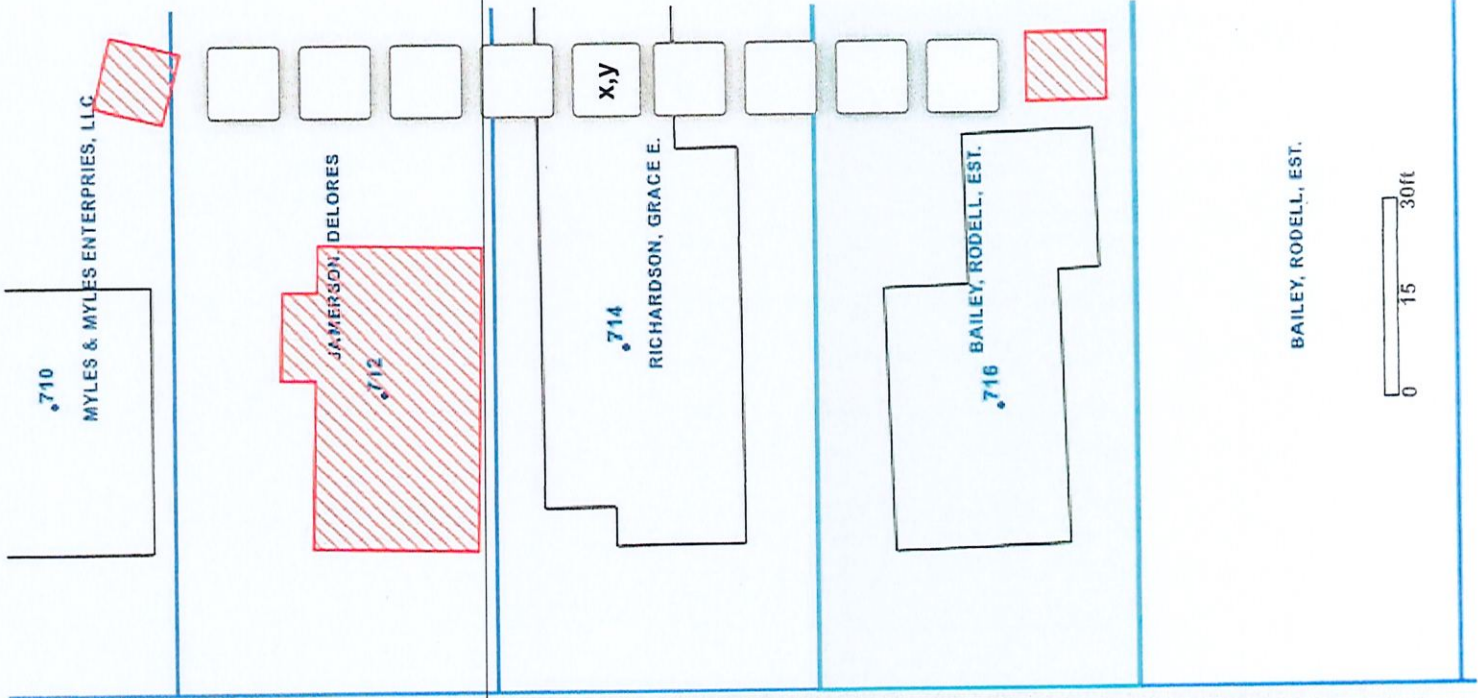 710
MYLES & MYLES ENTERPRIES, LLC
JAMERSON, DELORES
712
x,y
714
RICHARDSON, GRACE E.
BAILEY, RODELL, EST.
716
BAILEY, RODELL, EST.
0 15 30ft